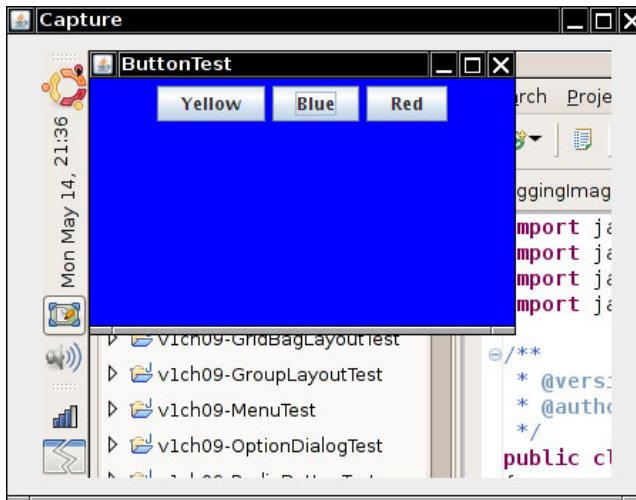 Capture
ButtonTest
Yellow Blue Red
rch Proje
Mon May 14, 21:36
ggingImag
mport ja
mport ja
mport ja
mport ja
v1ch09-GridBagLayoutTest
/**
v1ch09-GroupLayoutTest
* @vers
v1ch09-MenuTest
* @autho
*/
v1ch09-OptionDialogTest
public cl